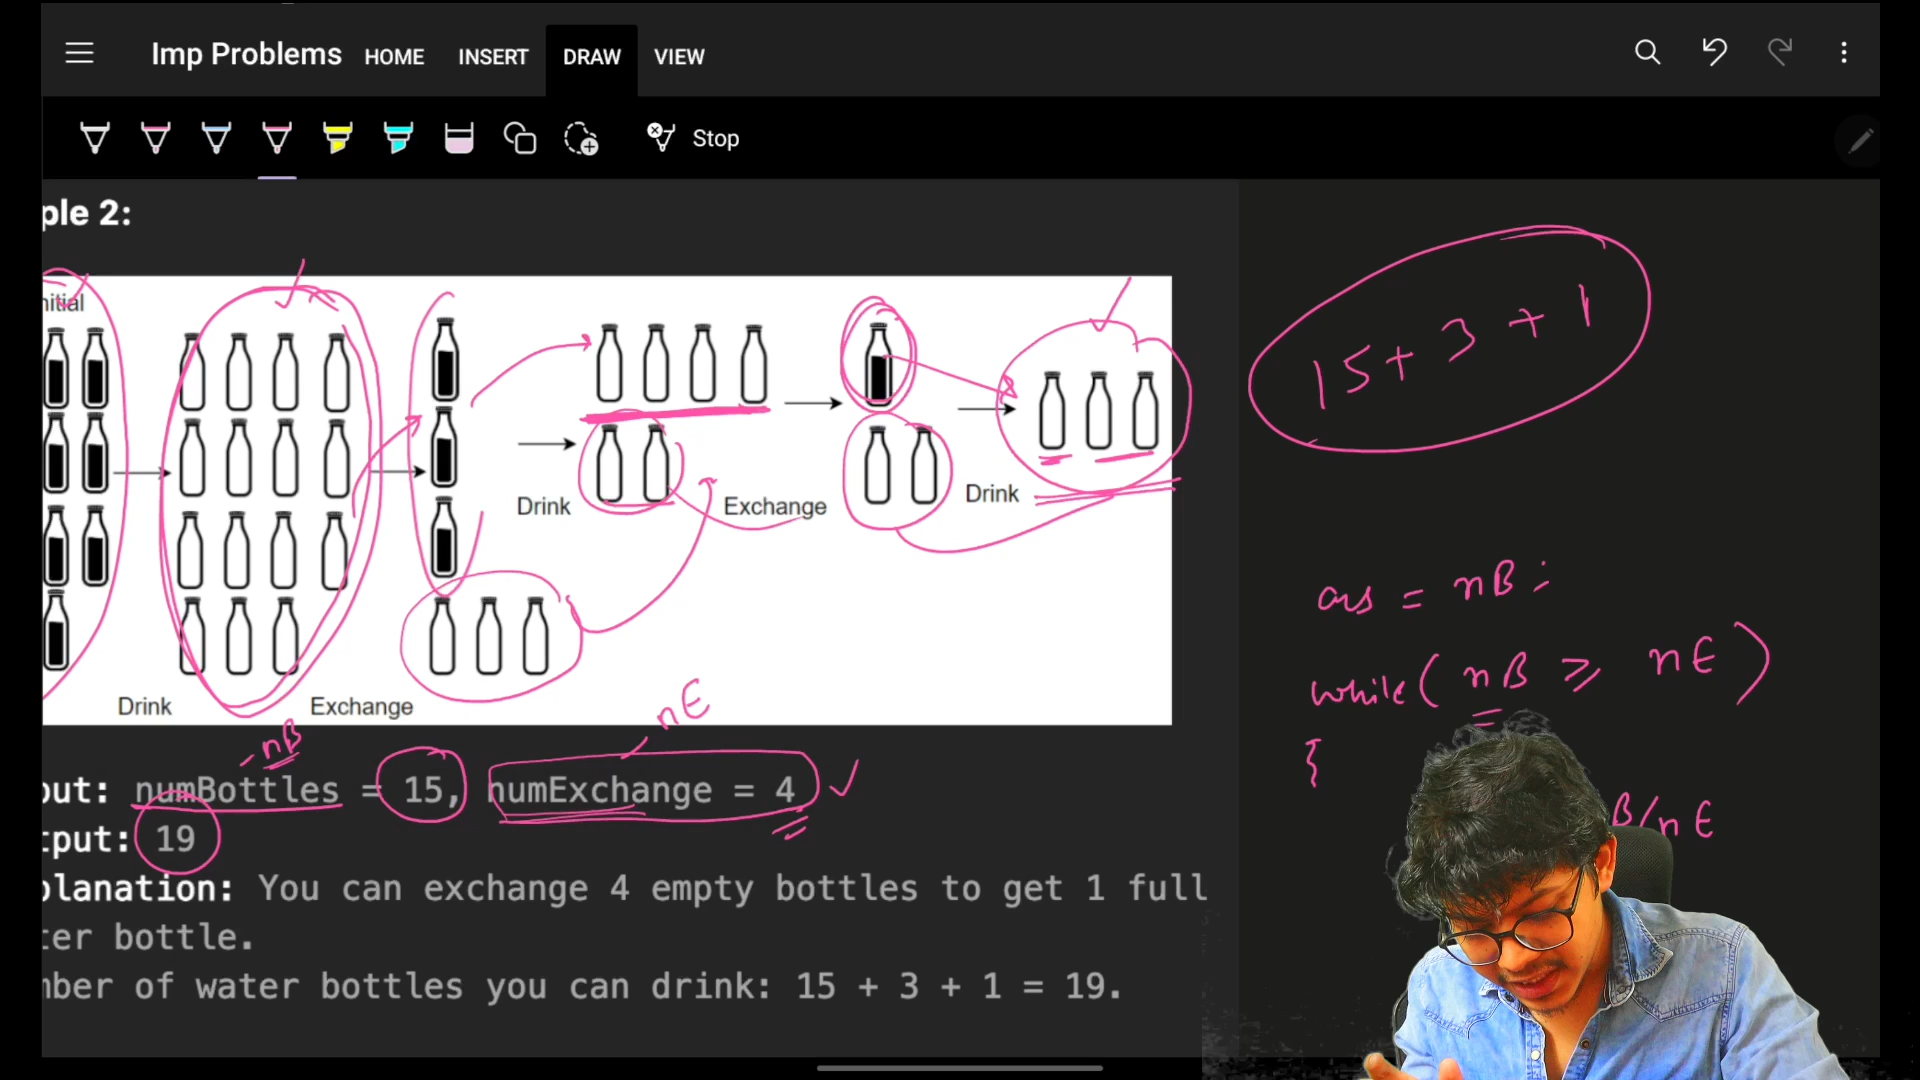 Imp Problems HOME INSERT DRAW VIEW
Stop
ple 2:
nitial
15 + 3 + 1
Drink Exchange Drink
Drink Exchange
ans = nB;
while( nB ≥ nE )
{
B/nE
nB
nE
out: numBottles = 15, numExchange = 4
tput: 19
planation: You can exchange 4 empty bottles to get 1 full
ter bottle.
mber of water bottles you can drink: 15 + 3 + 1 = 19.